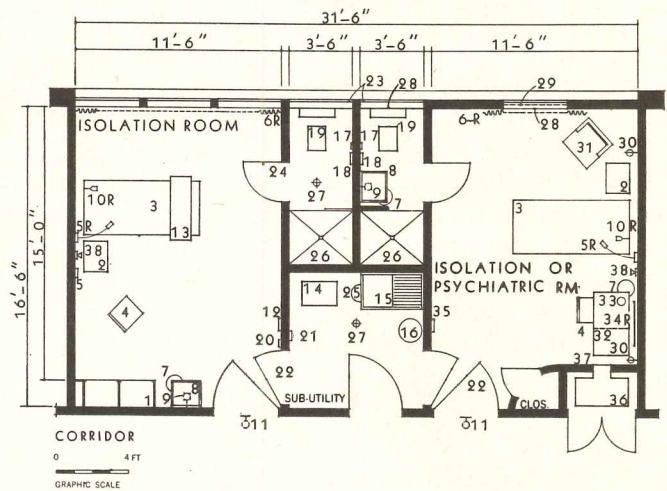 31'-6"
11'-6" 3'-6" 3'-6" 11'-6"
23 28 29
6R 6-R 28
ISOLATION ROOM
19 17 17 19 31 30
18 18 8
24 27 9 7 2
10R 3 13 3 10R
5R 5R
38 2 26 26 38
5 ISOLATION OR
PSYCHIATRIC RM.
7
15'-0"
16'-6"
4 14 25 15 4 33
34R
12 27 16 35 32
20 21 30
37
7 22 22
1 9 8 SUB-UTILITY CLOS. 36
11 11
CORRIDOR
0 4 FT
GRAPHIC SCALE